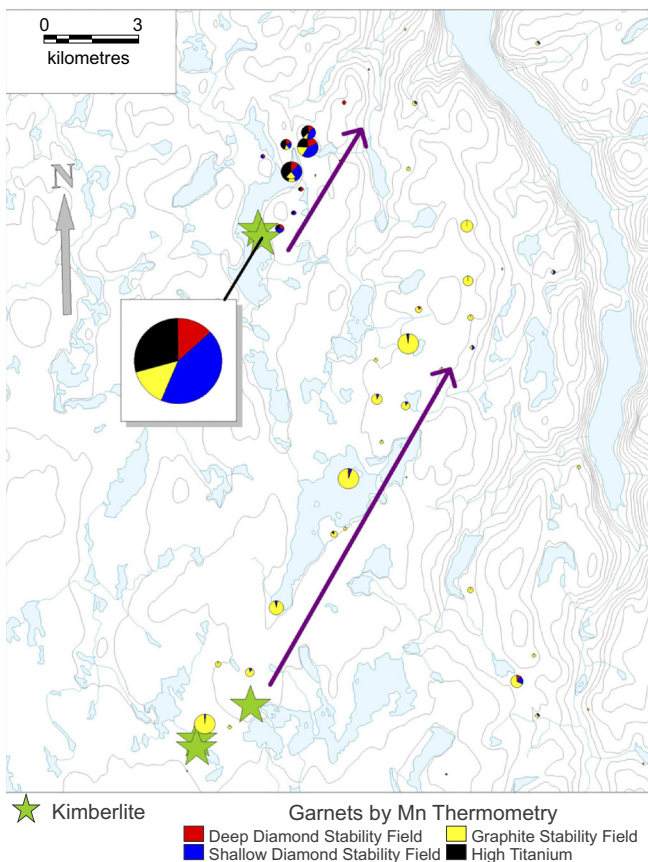 0 3
kilometres
N
Kimberlite
Garnets by Mn Thermometry
Deep Diamond Stability Field
Graphite Stability Field
Shallow Diamond Stability Field
High Titanium